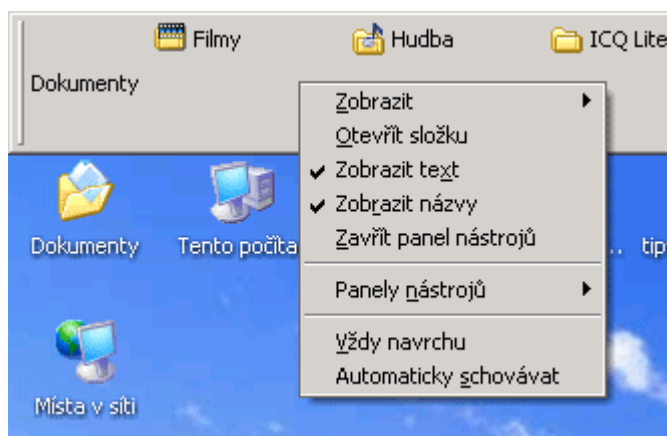 Filmy
Hudba
ICQ Lite
Dokumenty
Zobrazit
Otevřít složku
Zobrazit text
Zobrazit názvy
Zavřít panel nástrojů
Panely nástrojů
Vždy navrchu
Automaticky schovávat
Dokumenty
Tento počíta
.. tip
Místa v síti